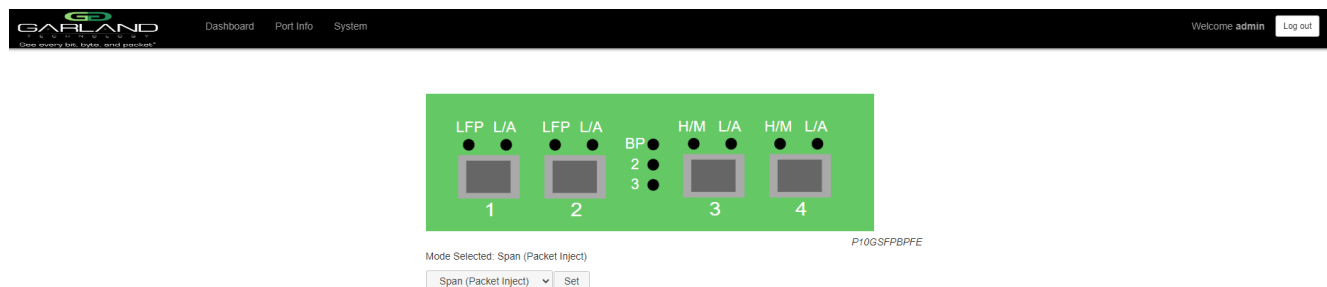 GARLAND
TECHNOLOGY
See every bit, byte, and packet®
Dashboard Port Info System
Welcome admin Log out
LFP L/A LFP L/A BP H/M L/A H/M L/A
2
3
1 2 3 4
P10GSFPBPFE
Mode Selected: Span (Packet Inject)
Span (Packet Inject) Set